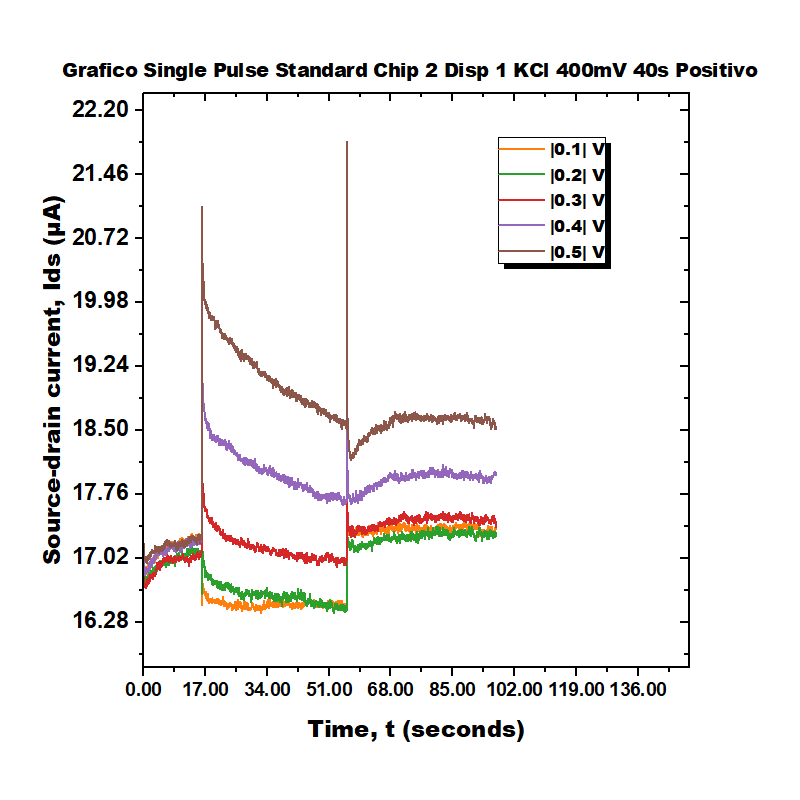 Grafico Single Pulse Standard Chip 2 Disp 1 KCl 400mV 40s Positivo
22.20
21.46
20.72
19.98
19.24
18.50
17.76
17.02
16.28
Source-drain current, Ids (µA)
|0.1| V
|0.2| V
|0.3| V
|0.4| V
|0.5| V
0.00 17.00 34.00 51.00 68.00 85.00 102.00 119.00 136.00
Time, t (seconds)